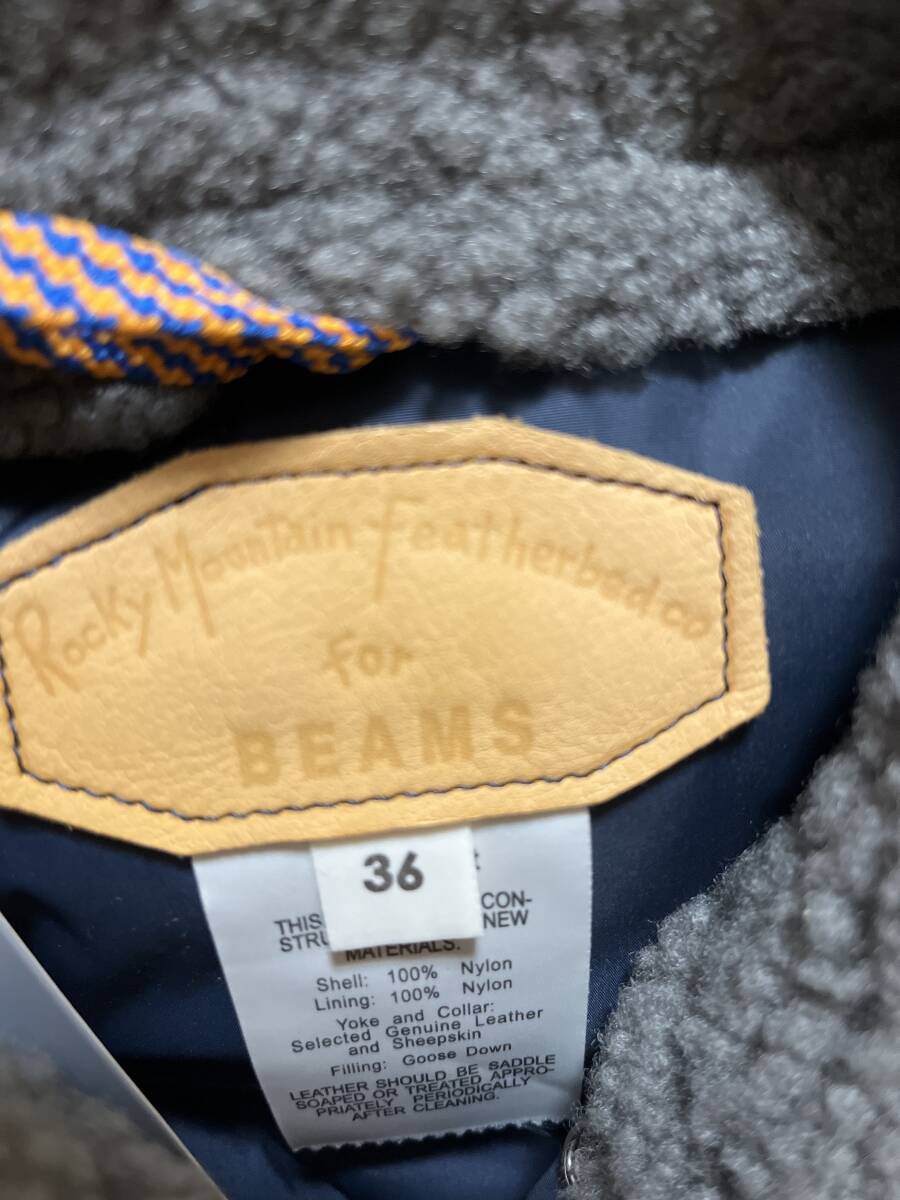 Rocky Mountain Featherbed.co
For
BEAMS
36
CON-
THIS NEW
MATERIALS:
Shell: 100% Nylon
Lining: 100% Nylon
Yoke and Collar:
Selected Genuine Leather
and Sheepskin
Filling: Goose Down
LEATHER SHOULD BE SADDLE
SOAPED OR TREATED APPRO-
PRIATELY PERIODICALLY
AFTER CLEANING.